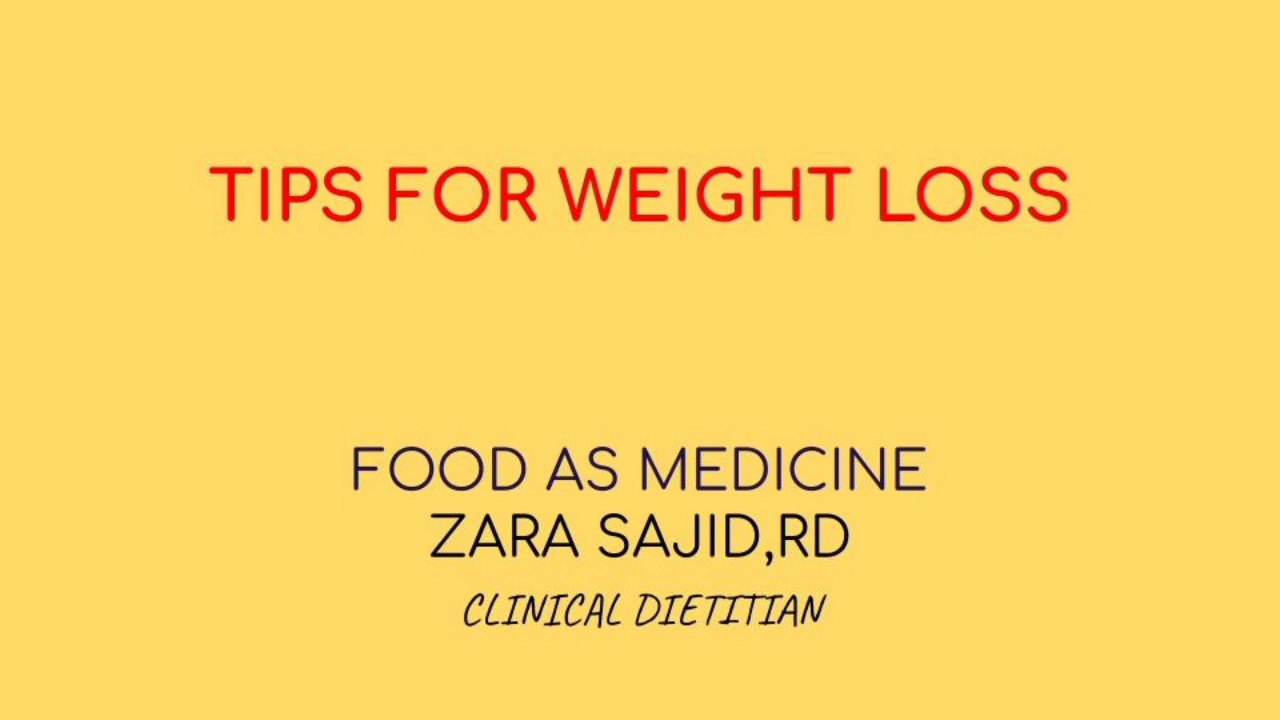 TIPS FOR WEIGHT LOSS
FOOD AS MEDICINE
ZARA SAJID,RD
CLINICAL DIETITIAN